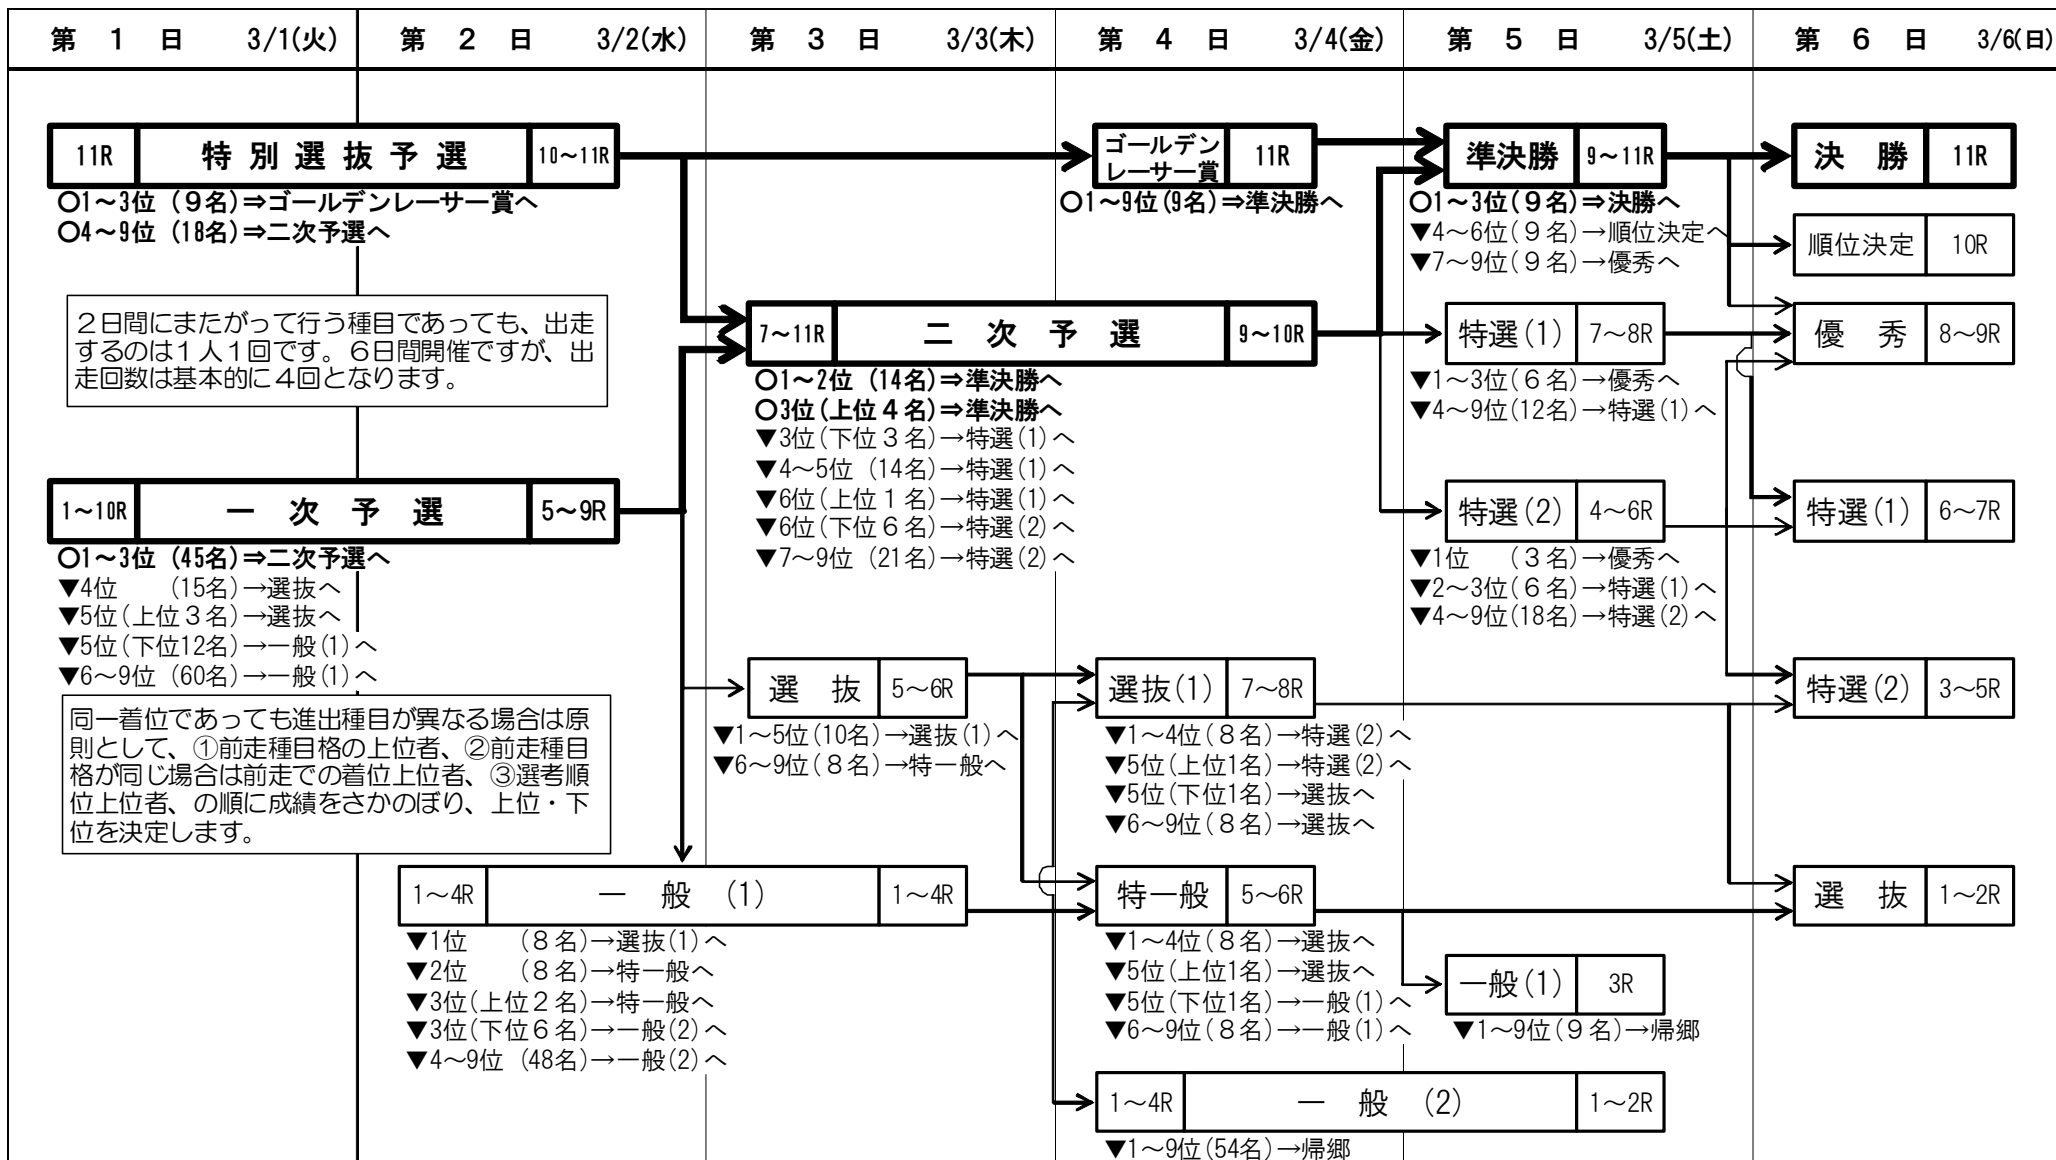 第 1 日 3/1(火)
第 2 日 3/2(水)
第 3 日 3/3(木)
第 4 日 3/4(金)
第 5 日 3/5(土)
第 6 日 3/6(日)
11R 特別選抜予選 10～11R
○1～3位（９名）⇒ゴールデンレーサー賞へ
○4～9位（18名）⇒二次予選へ
２日間にまたがって行う種目であっても、出走
するのは１人１回です。６日間開催ですが、出
走回数は基本的に４回となります。
1～10R 一次予選 5～9R
○1～3位（45名）⇒二次予選へ
▼4位 （15名）→選抜へ
▼5位(上位３名)→選抜へ
▼5位(下位12名)→一般(1)へ
▼6～9位（60名）→一般(1)へ
同一着位であっても進出種目が異なる場合は原
則として、①前走種目格の上位者、②前走種目
格が同じ場合は前走での着位上位者、③選考順
位上位者、の順に成績をさかのぼり、上位・下
位を決定します。
1～4R 一般(1) 1～4R
▼1位 （８名）→選抜(1)へ
▼2位 （８名）→特一般へ
▼3位(上位２名)→特一般へ
▼3位(下位６名)→一般(2)へ
▼4～9位（48名）→一般(2)へ
7～11R 二次予選 9～10R
○1～2位（14名）⇒準決勝へ
○3位(上位４名)⇒準決勝へ
▼3位(下位３名)→特選(1)へ
▼4～5位（14名）→特選(1)へ
▼6位(上位１名)→特選(1)へ
▼6位(下位６名)→特選(2)へ
▼7～9位（21名）→特選(2)へ
選抜 5～6R
▼1～5位(10名)→選抜(1)へ
▼6～9位(８名)→特一般へ
ゴールデン
レーサー賞 11R
○1～9位(9名)⇒準決勝へ
選抜(1) 7～8R
▼1～4位(８名)→特選(2)へ
▼5位(上位1名)→特選(2)へ
▼5位(下位1名)→選抜へ
▼6～9位(８名)→選抜へ
特一般 5～6R
▼1～4位(８名)→選抜へ
▼5位(上位1名)→選抜へ
▼5位(下位1名)→一般(1)へ
▼6～9位(８名)→一般(1)へ
1～4R 一般(2) 1～2R
▼1～9位(54名)→帰郷
準決勝 9～11R
○1～3位(９名)⇒決勝へ
▼4～6位(９名)→順位決定へ
▼7～9位(９名)→優秀へ
特選(1) 7～8R
▼1～3位(６名)→優秀へ
▼4～9位(12名)→特選(1)へ
特選(2) 4～6R
▼1位 （３名）→優秀へ
▼2～3位(６名)→特選(1)へ
▼4～9位(18名)→特選(2)へ
一般(1) 3R
▼1～9位(９名)→帰郷
決勝 11R
順位決定 10R
優秀 8～9R
特選(1) 6～7R
特選(2) 3～5R
選抜 1～2R